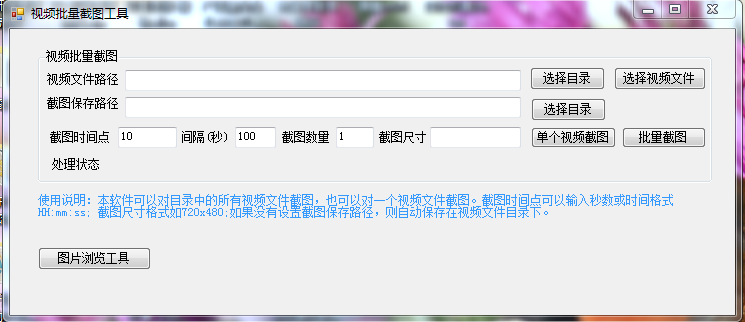 视频批量截图工具
视频批量截图
视频文件路径 选择目录 选择视频文件
截图保存路径 选择目录
截图时间点 10 间隔(秒) 100 截图数量 1 截图尺寸 单个视频截图 批量截图
处理状态
使用说明：本软件可以对目录中的所有视频文件截图，也可以对一个视频文件截图。截图时间点可以输入秒数或时间格式
HH:mm:ss; 截图尺寸格式如720x480;如果没有设置截图保存路径，则自动保存在视频文件目录下。
图片浏览工具